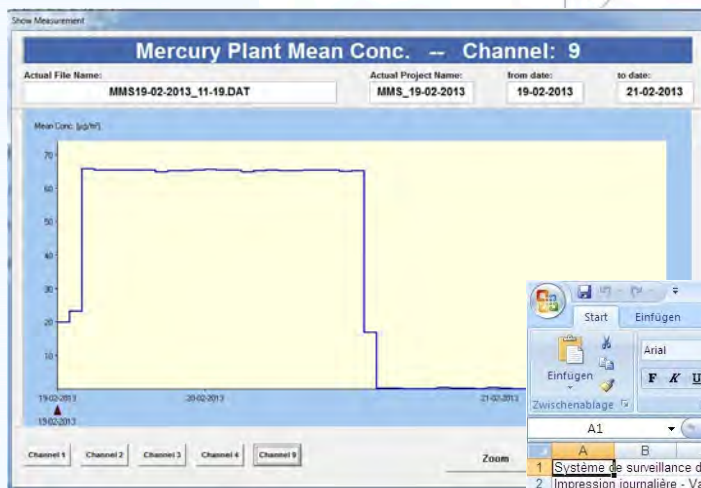 Show Measurement
Mercury Plant Mean Conc. -- Channel: 9
Actual File Name:
Actual Project Name:
from date:
to date:
MMS19-02-2013_11-19.DAT
MMS_19-02-2013
19-02-2013
21-02-2013
Mean Conc. [µg/m³]
70
60
50
40
30
20
10
19-02-2013
20-02-2013
21-02-2013
19-02-2013
Channel 1
Channel 2
Channel 3
Channel 4
Channel 9
Zoom
Start
Einfügen
Einfügen
Arial
F K U
Zwischenablage
A1
A B
1 Système de surveillance d
2 Impression journalière - Va